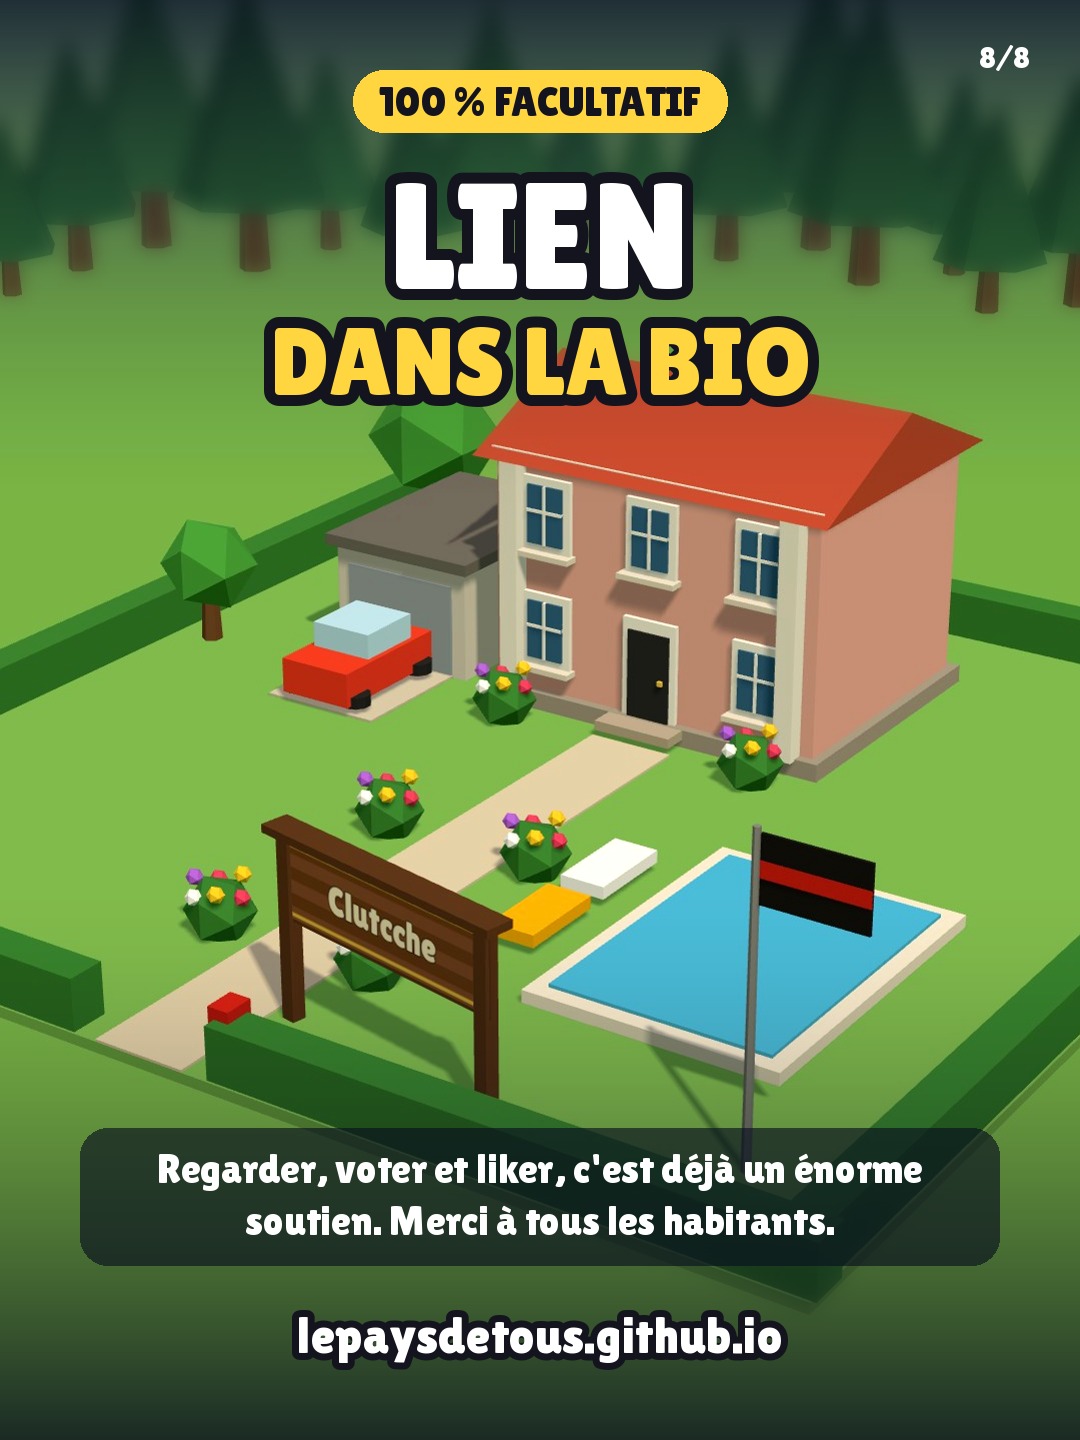 8/8
100 % FACULTATIF
LIEN
DANS LA BIO
Clutcche
Regarder, voter et liker, c'est déjà un énorme
soutien. Merci à tous les habitants.
lepaysdetous.github.io